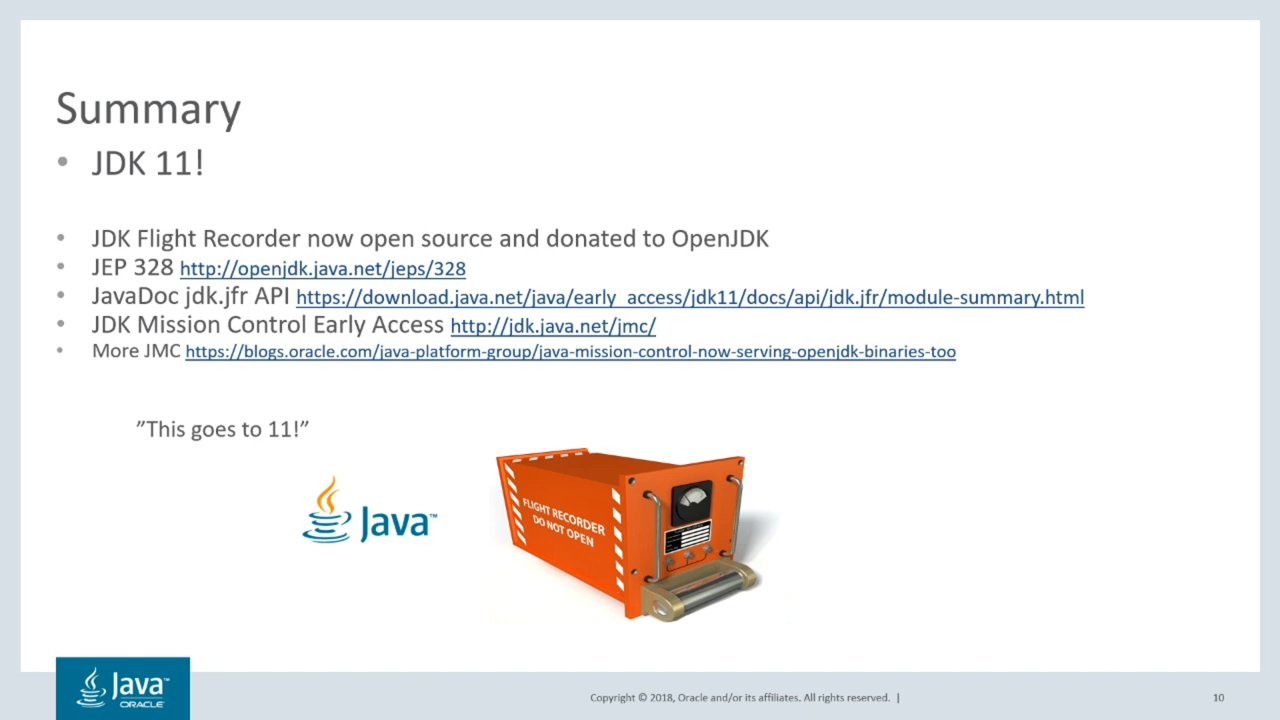 Summary
• JDK 11!
• JDK Flight Recorder now open source and donated to OpenJDK
• JEP 328 http://openjdk.java.net/jeps/328
• JavaDoc jdk.jfr API https://download.java.net/java/early_access/jdk11/docs/api/jdk.jfr/module-summary.html
• JDK Mission Control Early Access http://jdk.java.net/jmc/
• More JMC https://blogs.oracle.com/java-platform-group/java-mission-control-now-serving-openjdk-binaries-too
”This goes to 11!”
Java™
FLIGHT RECORDER
DO NOT OPEN
Java™
ORACLE
Copyright © 2018, Oracle and/or its affiliates. All rights reserved. |
10